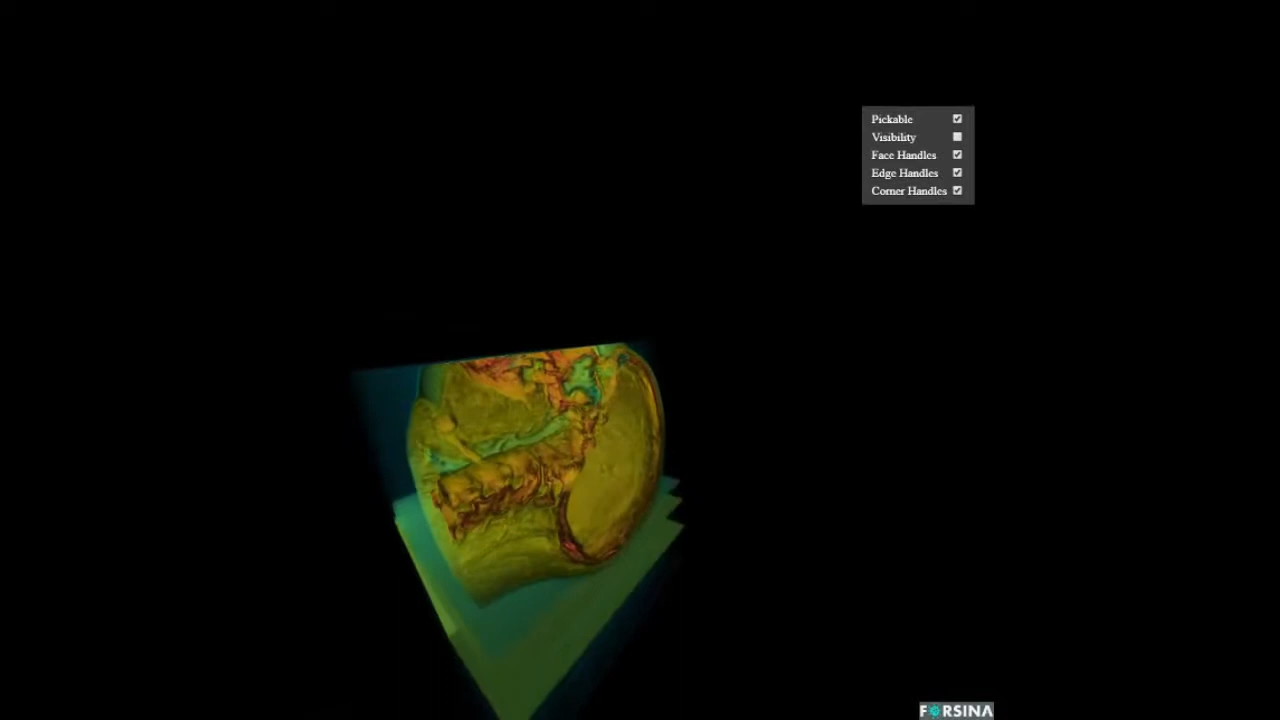 Pickable
Visibility
Face Handles
Edge Handles
Corner Handles
FORSINA